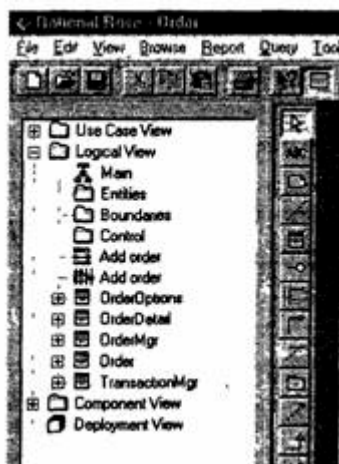 Rational Rose - Order
File Edit View Browse Report Query Tool
ABC
Use Case View
Logical View
Main
Entities
Boundaries
Control
Add order
Add order
OrderOptions
OrderDetail
OrderMgr
Order
TransactionMgr
Component View
Deployment View